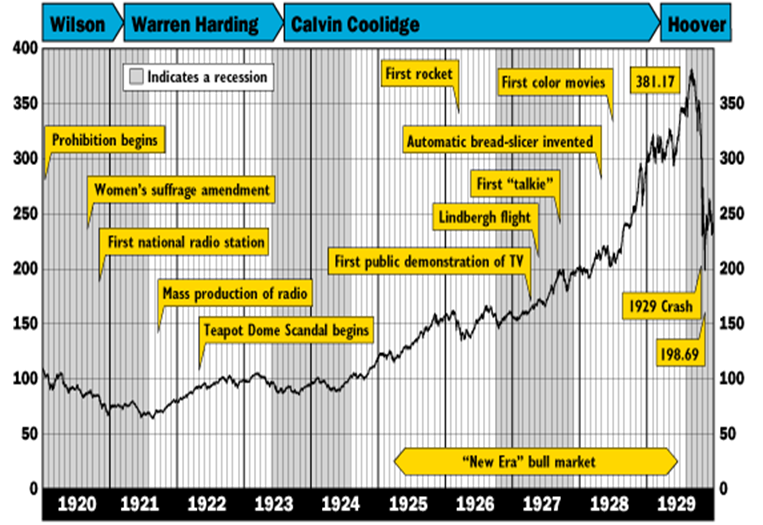 Wilson Warren Harding Calvin Coolidge Hoover
400
Indicates a recession
First rocket
First color movies
381.17
350 350
Prohibition begins
Automatic bread-slicer invented
300 300
Women's suffrage amendment
First "talkie"
250 250
Lindbergh flight
First national radio station
First public demonstration of TV
200 200
Mass production of radio
1929 Crash
150 150
Teapot Dome Scandal begins
198.69
100 100
50 50
"New Era" bull market
0 0
1920 1921 1922 1923 1924 1925 1926 1927 1928 1929